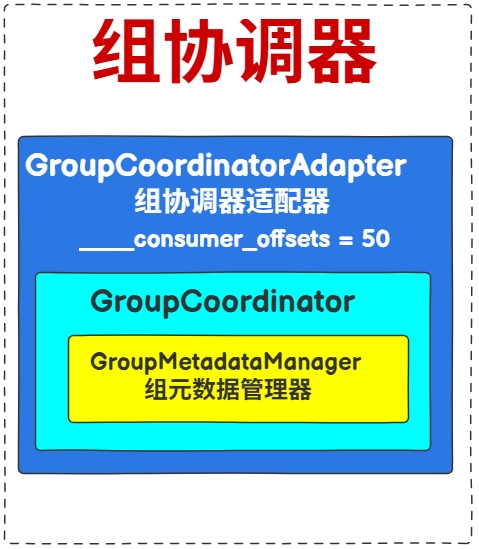 组协调器
GroupCoordinatorAdapter
组协调器适配器
_____consumer_offsets = 50
GroupCoordinator
GroupMetadataManager
组元数据管理器